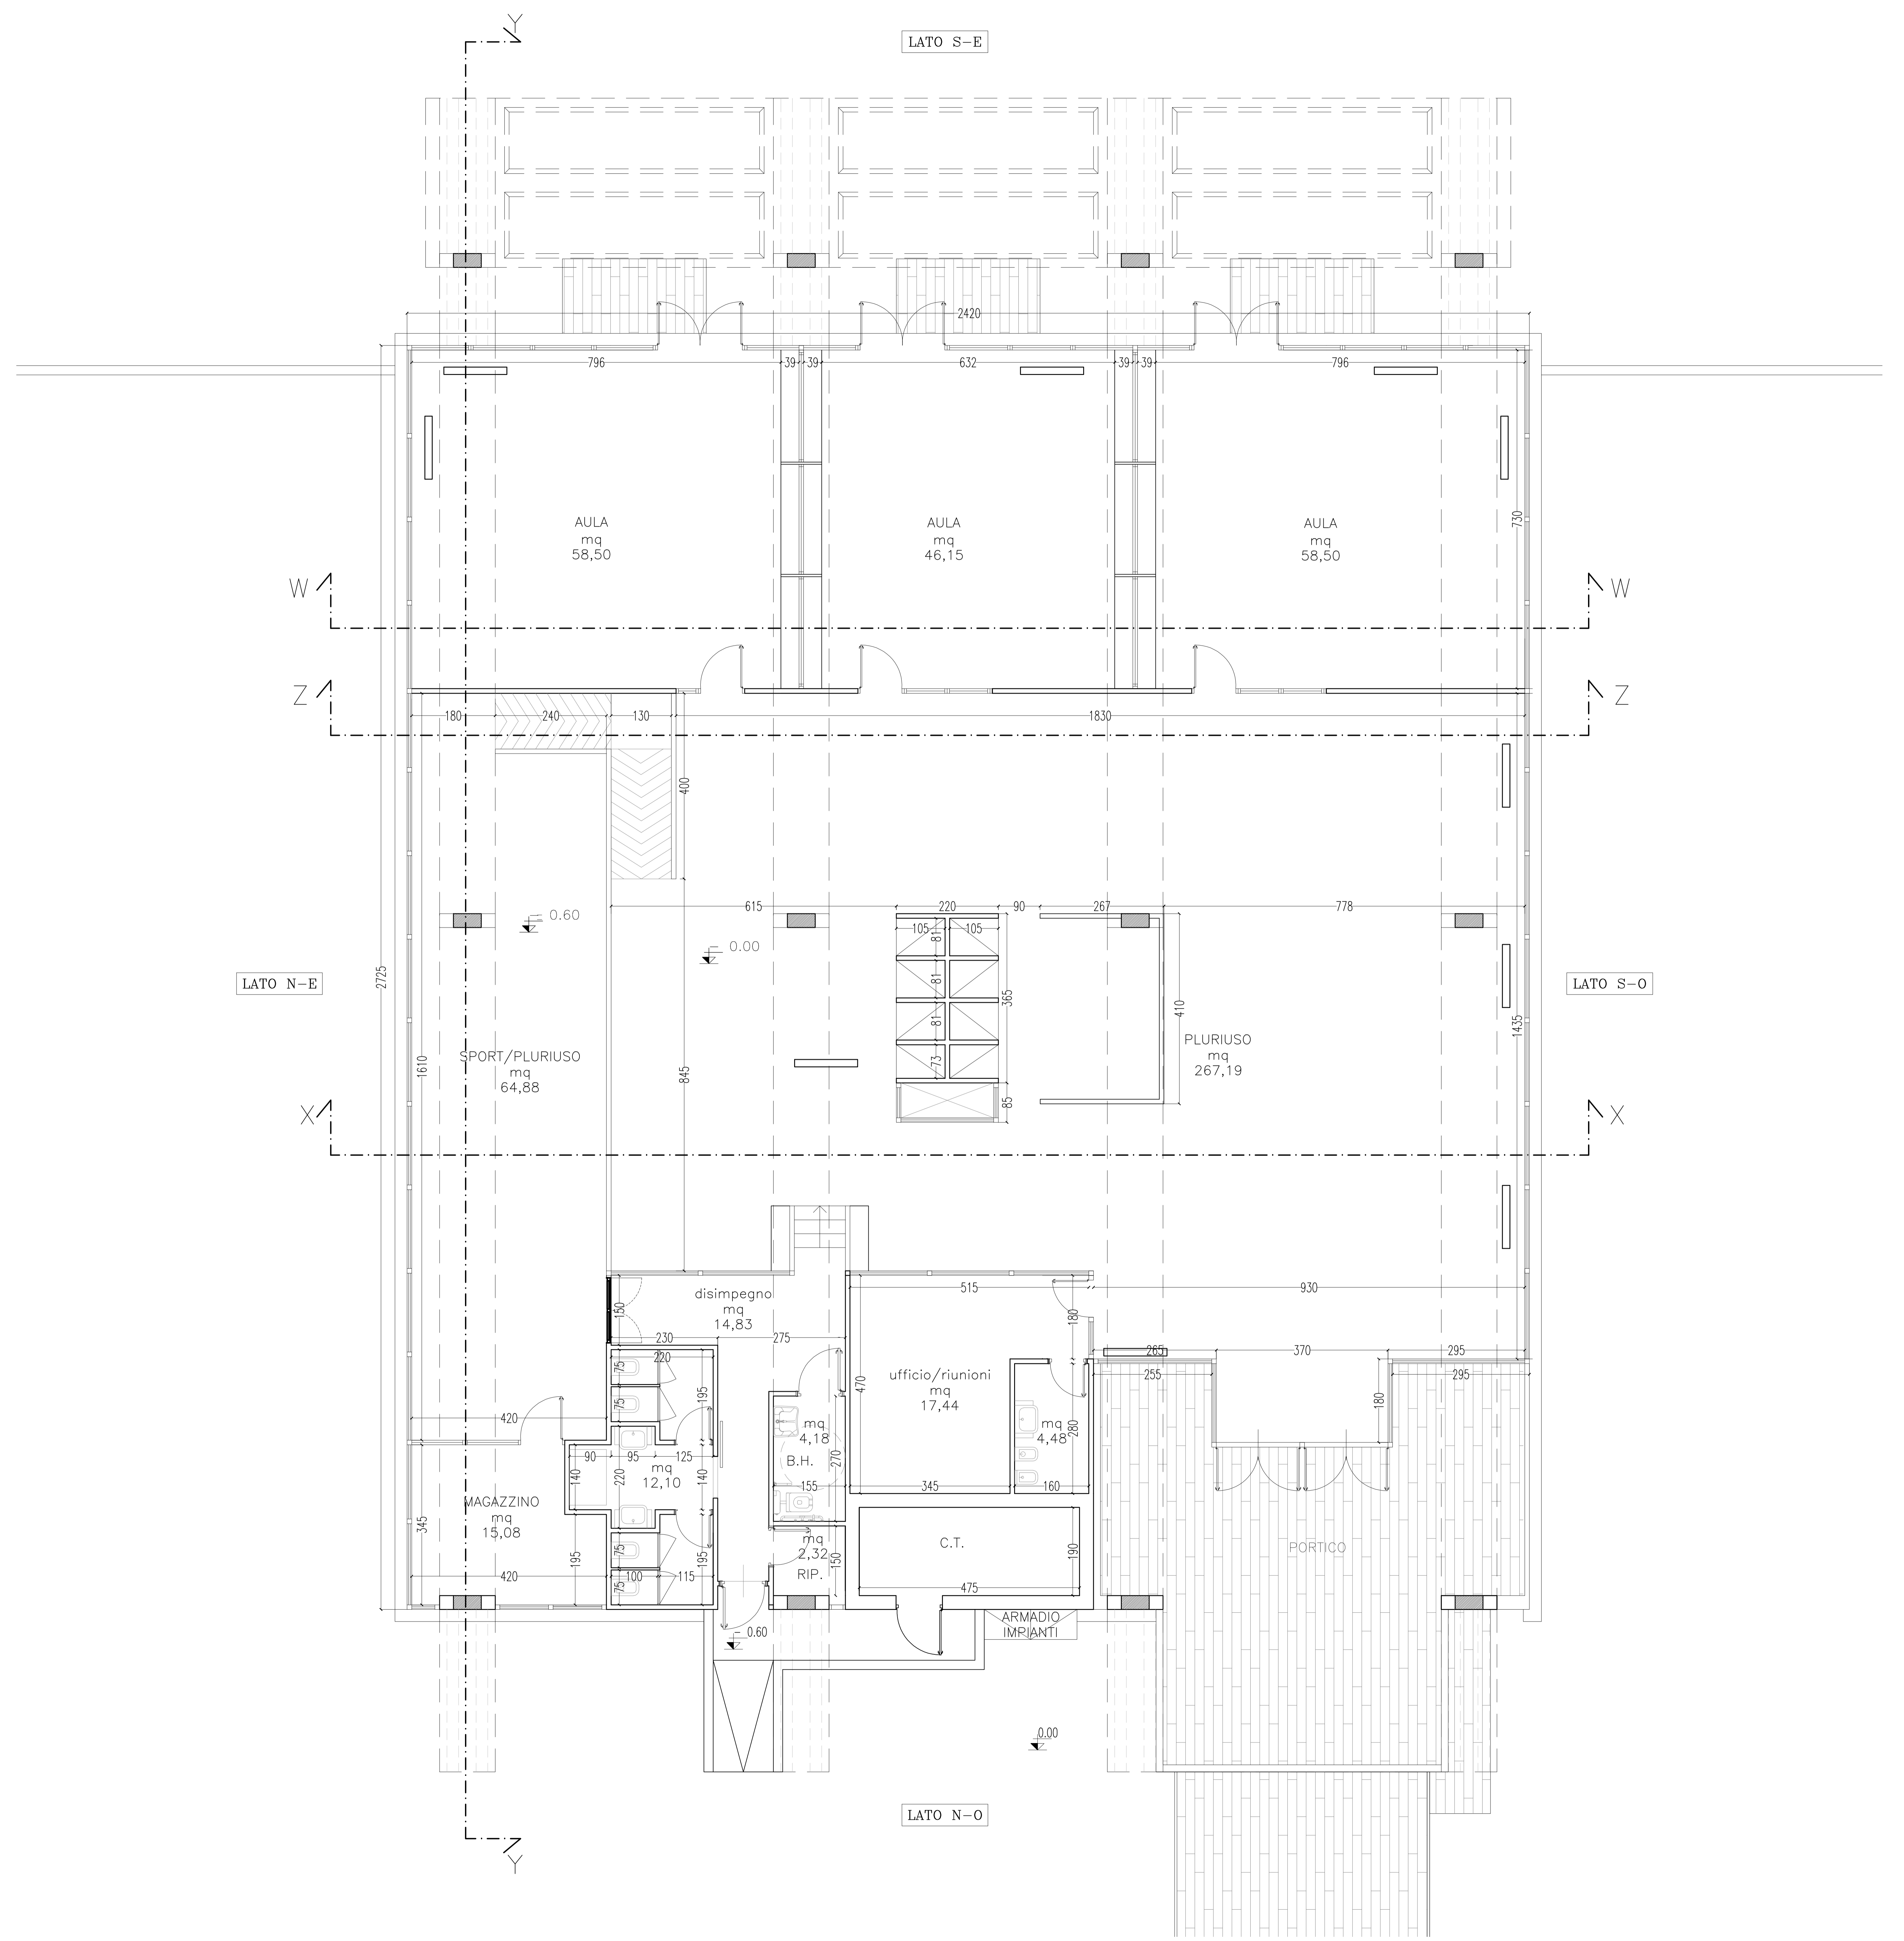 Y
LATO S-E
2420
796
39
39
632
39
39
796
AULA
mq
58,50
AULA
mq
46,15
AULA
mq
58,50
730
W
W
Z
Z
180
240
130
1830
400
- 0.60
- 0.00
615
220
90
267
778
105
105
81
81
81
73
365
85
410
LATO N-E
2725
LATO S-O
1435
SPORT/PLURIUSO
mq
64,88
1610
845
PLURIUSO
mq
267,19
X
X
disimpegno
mq
14,83
150
230
275
515
930
180
220
75
75
195
265
370
295
255
295
180
ufficio/riunioni
mq
17,44
470
mq
4,48
280
420
mq
4,18
B.H.
270
155
90
95
125
140
220
mq
12,10
140
345
160
MAGAZZINO
mq
15,08
345
195
75
75
195
100
115
420
mq
2,32
RIP.
150
C.T.
190
475
PORTICO
ARMADIO
IMPIANTI
- 0.60
0.00
LATO N-O
Y